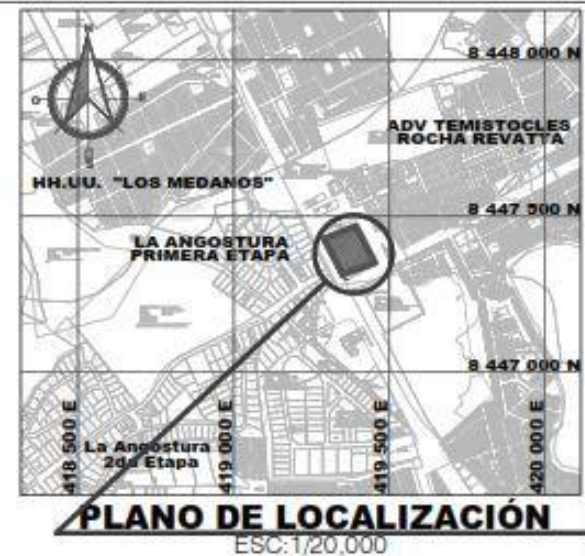 N
O
E
S
8 448 000 N
ADV TEMISTOCLES
ROCHA REVATTA
HH.UU. "LOS MEDANOS"
8 447 500 N
LA ANGOSTURA
PRIMERA ETAPA
8 447 000 N
418 500 E
419 000 E
419 500 E
420 000 E
La Angostura
2da Etapa
PLANO DE LOCALIZACIÓN
ESC:1/20,000